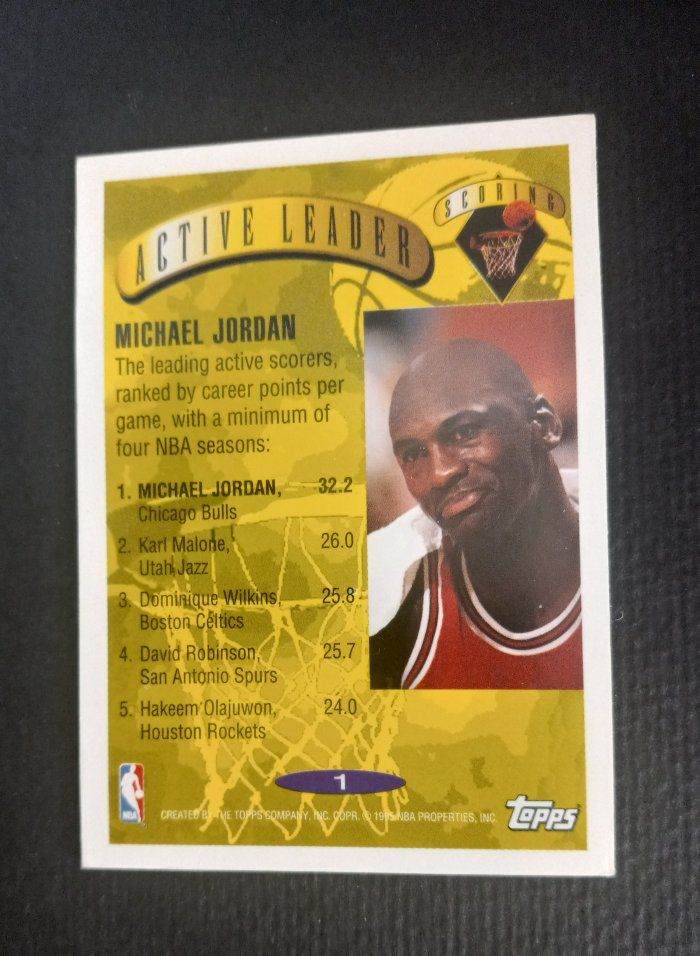 ACTIVE LEADER
SCORING
MICHAEL JORDAN
The leading active scorers,
ranked by career points per
game, with a minimum of
four NBA seasons:
1. MICHAEL JORDAN, 32.2
Chicago Bulls
2. Karl Malone, 26.0
Utah Jazz
3. Dominique Wilkins, 25.8
Boston Celtics
4. David Robinson, 25.7
San Antonio Spurs
5. Hakeem Olajuwon, 24.0
Houston Rockets
1
NBA
CREATED BY THE TOPPS COMPANY, INC. COPR. © 1995 NBA PROPERTIES, INC.
TOPPS